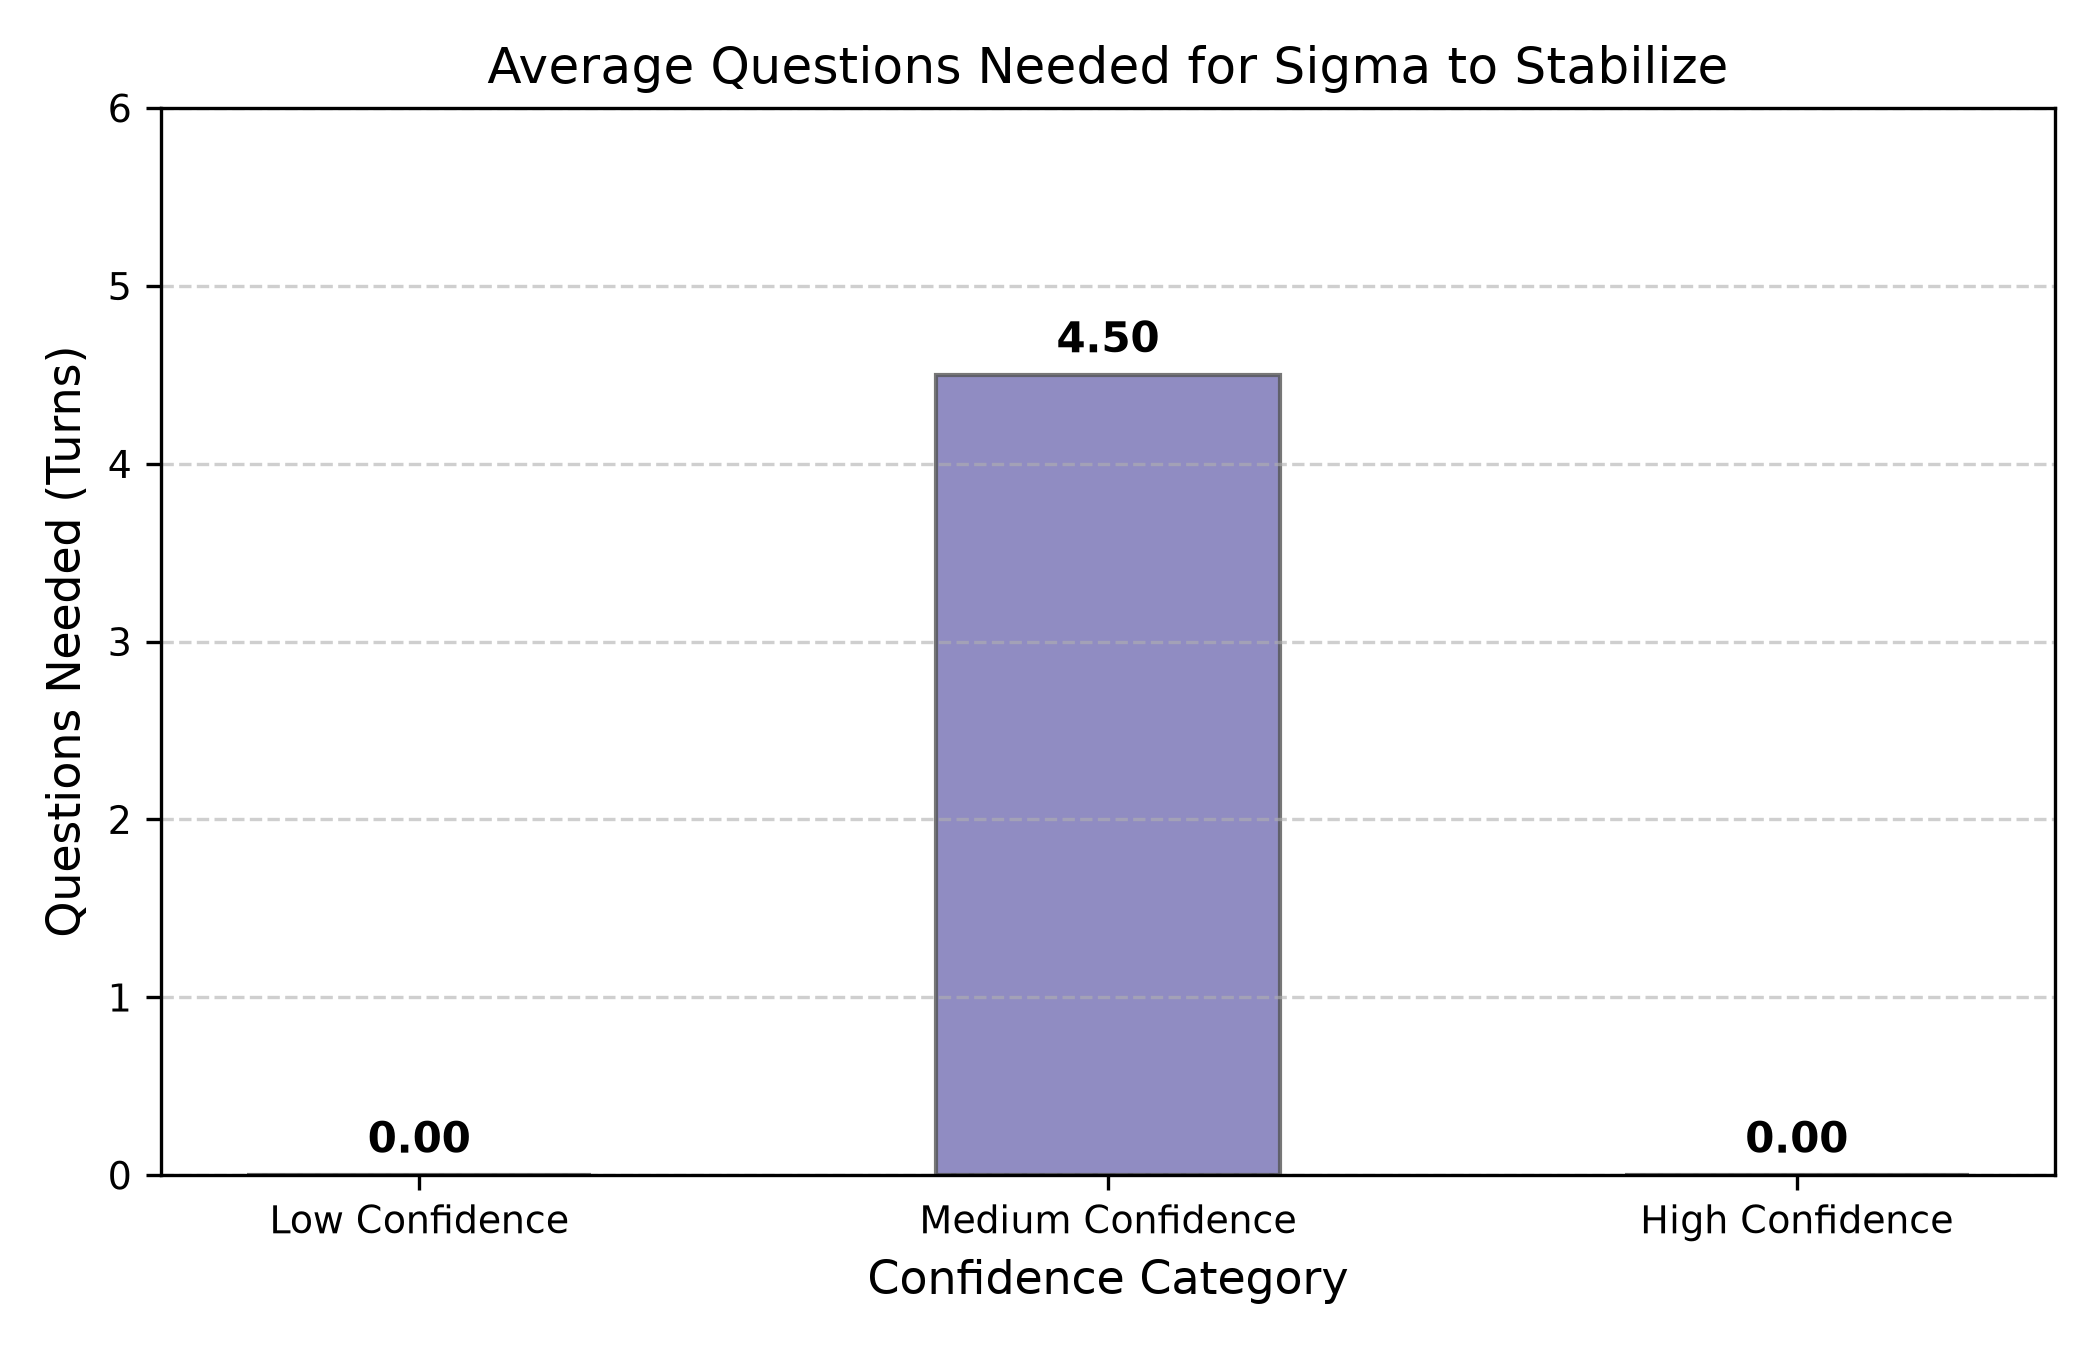 Average Questions Needed for Sigma to Stabilize
Questions Needed (Turns)
6
5
4
3
2
1
0
4.50
0.00
0.00
Low Confidence
Medium Confidence
High Confidence
Confidence Category